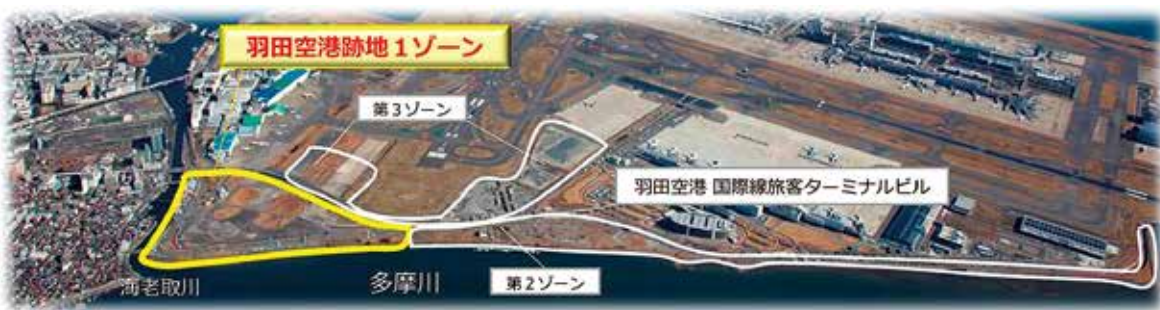 羽田空港跡地1ゾーン
第3ゾーン
羽田空港 国際線旅客ターミナルビル
海老取川
多摩川
第2ゾーン